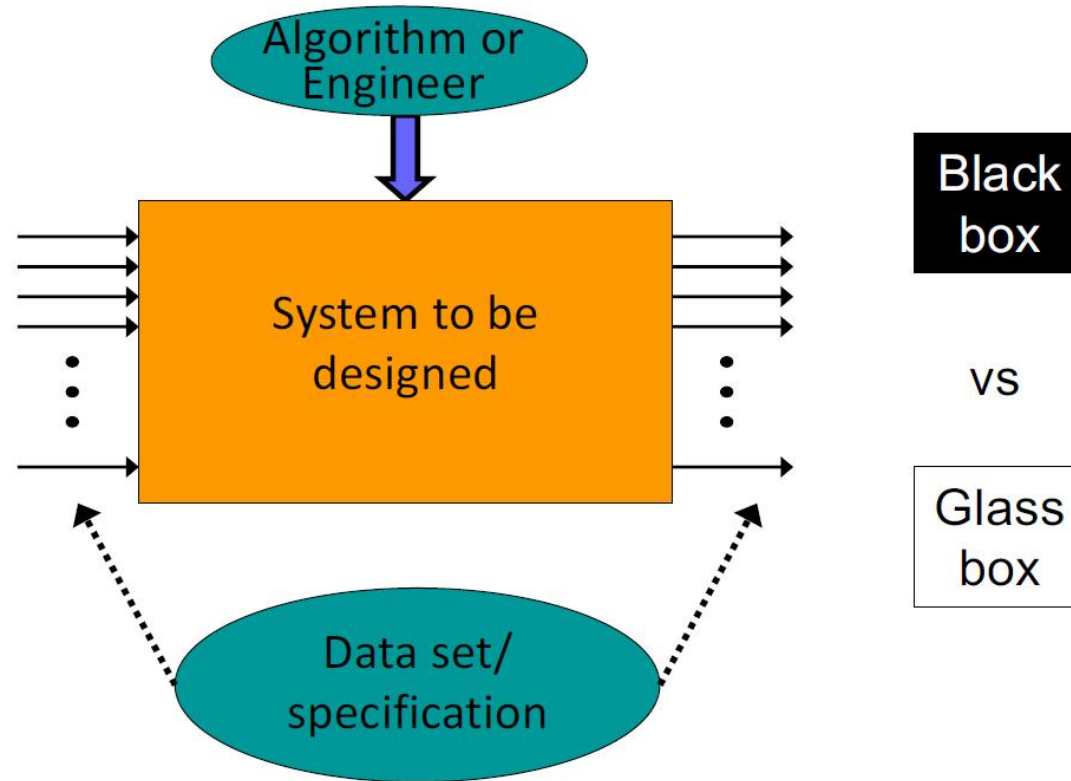 Algorithm or
Engineer
System to be
designed
Data set/
specification
Black
box
vs
Glass
box